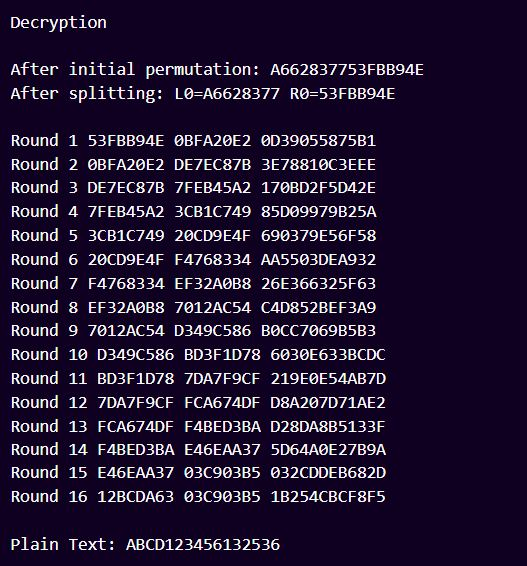 Decryption
After initial permutation: A662837753FBB94E
After splitting: L0=A6628377 R0=53FBB94E
Round 1 53FBB94E 0BFA20E2 0D39055875B1
Round 2 0BFA20E2 DE7EC87B 3E78810C3EEE
Round 3 DE7EC87B 7FEB45A2 170BD2F5D42E
Round 4 7FEB45A2 3CB1C749 85D09979B25A
Round 5 3CB1C749 20CD9E4F 690379E56F58
Round 6 20CD9E4F F4768334 AA5503DEA932
Round 7 F4768334 EF32A0B8 26E366325F63
Round 8 EF32A0B8 7012AC54 C4D852BEF3A9
Round 9 7012AC54 D349C586 B0CC7069B5B3
Round 10 D349C586 BD3F1D78 6030E633BCDC
Round 11 BD3F1D78 7DA7F9CF 219E0E54AB7D
Round 12 7DA7F9CF FCA674DF D8A207D71AE2
Round 13 FCA674DF F4BED3BA D28DA8B5133F
Round 14 F4BED3BA E46EAA37 5D64A0E27B9A
Round 15 E46EAA37 03C903B5 032CDDEB682D
Round 16 12BCDA63 03C903B5 1B254CBCF8F5
Plain Text: ABCD123456132536